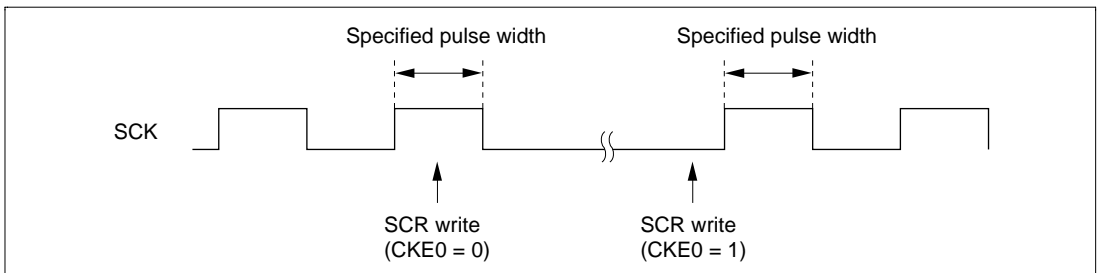 Specified pulse width
Specified pulse width
SCK
SCR write
(CKE0 = 0)
SCR write
(CKE0 = 1)